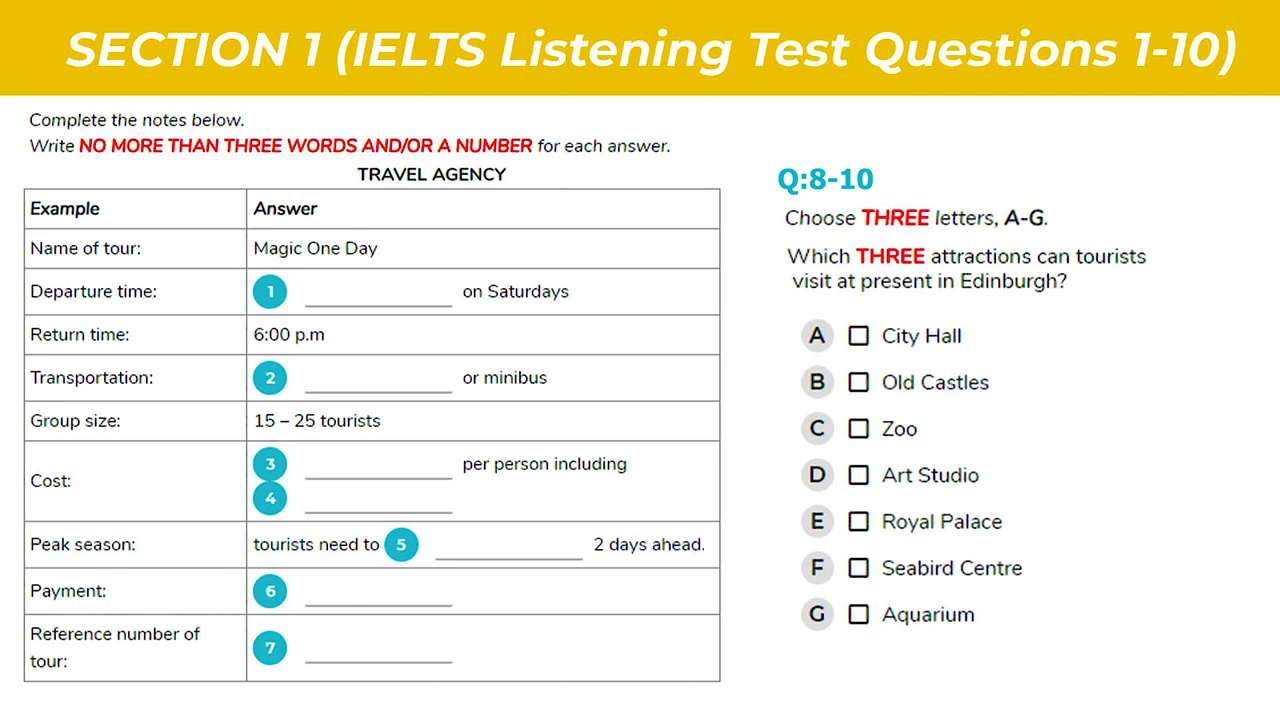 SECTION 1 (IELTS Listening Test Questions 1-10)
Complete the notes below.
Write NO MORE THAN THREE WORDS AND/OR A NUMBER for each answer.
TRAVEL AGENCY
Example Answer
Name of tour: Magic One Day
Departure time: 1 on Saturdays
Return time: 6:00 p.m
Transportation: 2 or minibus
Group size: 15 – 25 tourists
Cost: 3 per person including
4
Peak season: tourists need to 5 2 days ahead.
Payment: 6
Reference number of
tour: 7
Q:8-10
Choose THREE letters, A-G.
Which THREE attractions can tourists
visit at present in Edinburgh?
A City Hall
B Old Castles
C Zoo
D Art Studio
E Royal Palace
F Seabird Centre
G Aquarium